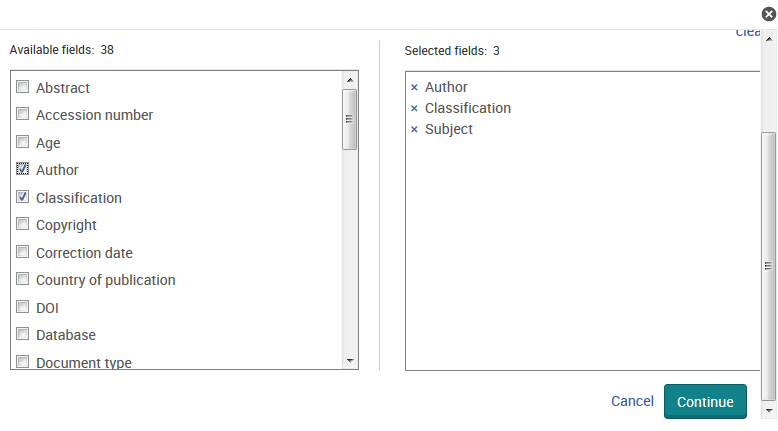 clea
Available fields: 38
Selected fields: 3
Abstract
Accession number
Age
Author
Classification
Copyright
Correction date
Country of publication
DOI
Database
Document type
× Author
× Classification
× Subject
Cancel
Continue